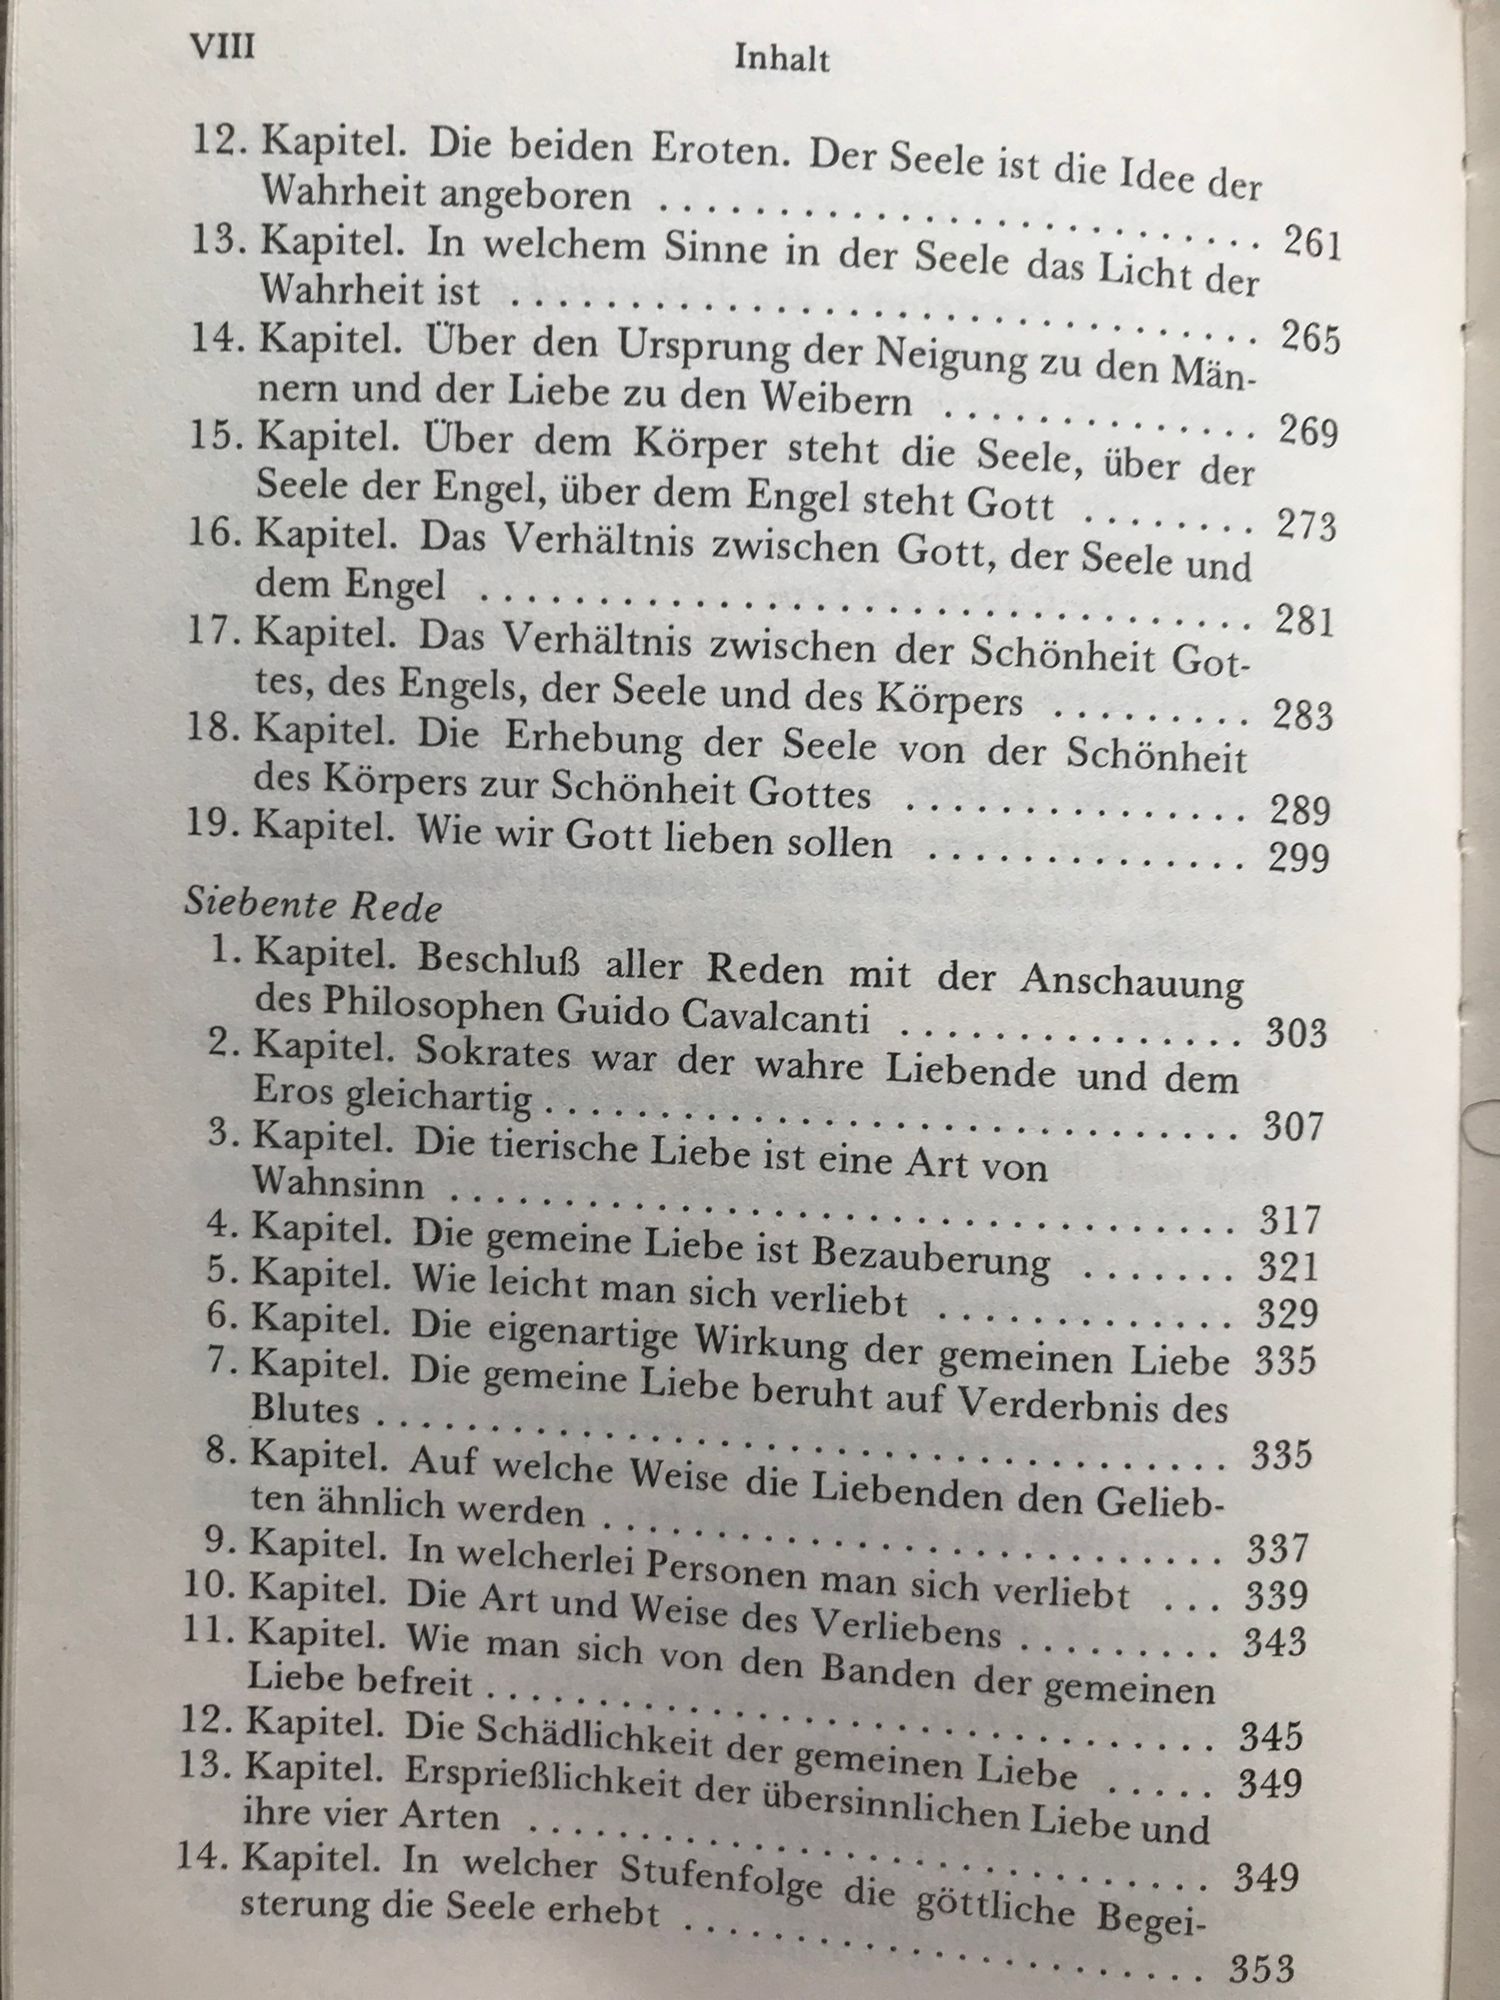 VIII
Inhalt
12. Kapitel. Die beiden Eroten. Der Seele ist die Idee der
Wahrheit angeboren . . . . . . . . . . . . . . . . . . . . . . . . . . 261
13. Kapitel. In welchem Sinne in der Seele das Licht der
Wahrheit ist . . . . . . . . . . . . . . . . . . . . . . . . . . . . . . . . 265
14. Kapitel. Über den Ursprung der Neigung zu den Män-
nern und der Liebe zu den Weibern . . . . . . . . . . . . . . 269
15. Kapitel. Über dem Körper steht die Seele, über der
Seele der Engel, über dem Engel steht Gott . . . . . . . . 273
16. Kapitel. Das Verhältnis zwischen Gott, der Seele und
dem Engel . . . . . . . . . . . . . . . . . . . . . . . . . . . . . . . . . 281
17. Kapitel. Das Verhältnis zwischen der Schönheit Got-
tes, des Engels, der Seele und des Körpers . . . . . . . . . 283
18. Kapitel. Die Erhebung der Seele von der Schönheit
des Körpers zur Schönheit Gottes . . . . . . . . . . . . . . . 289
19. Kapitel. Wie wir Gott lieben sollen . . . . . . . . . . . . . . 299
Siebente Rede
1. Kapitel. Beschluß aller Reden mit der Anschauung
des Philosophen Guido Cavalcanti . . . . . . . . . . . . . . . 303
2. Kapitel. Sokrates war der wahre Liebende und dem
Eros gleichartig . . . . . . . . . . . . . . . . . . . . . . . . . . . . . . 307
3. Kapitel. Die tierische Liebe ist eine Art von
Wahnsinn . . . . . . . . . . . . . . . . . . . . . . . . . . . . . . . . . . 317
4. Kapitel. Die gemeine Liebe ist Bezauberung . . . . . . . 321
5. Kapitel. Wie leicht man sich verliebt . . . . . . . . . . . . . 329
6. Kapitel. Die eigenartige Wirkung der gemeinen Liebe 335
7. Kapitel. Die gemeine Liebe beruht auf Verderbnis des
Blutes . . . . . . . . . . . . . . . . . . . . . . . . . . . . . . . . . . . . . 335
8. Kapitel. Auf welche Weise die Liebenden den Gelieb-
ten ähnlich werden . . . . . . . . . . . . . . . . . . . . . . . . . . . 337
9. Kapitel. In welcherlei Personen man sich verliebt . . . 339
10. Kapitel. Die Art und Weise des Verliebens . . . . . . . . . 343
11. Kapitel. Wie man sich von den Banden der gemeinen
Liebe befreit . . . . . . . . . . . . . . . . . . . . . . . . . . . . . . . . 345
12. Kapitel. Die Schädlichkeit der gemeinen Liebe . . . . . 349
13. Kapitel. Ersprießlichkeit der übersinnlichen Liebe und
ihre vier Arten . . . . . . . . . . . . . . . . . . . . . . . . . . . . . . 349
14. Kapitel. In welcher Stufenfolge die göttliche Begei-
sterung die Seele erhebt . . . . . . . . . . . . . . . . . . . . . . . 353